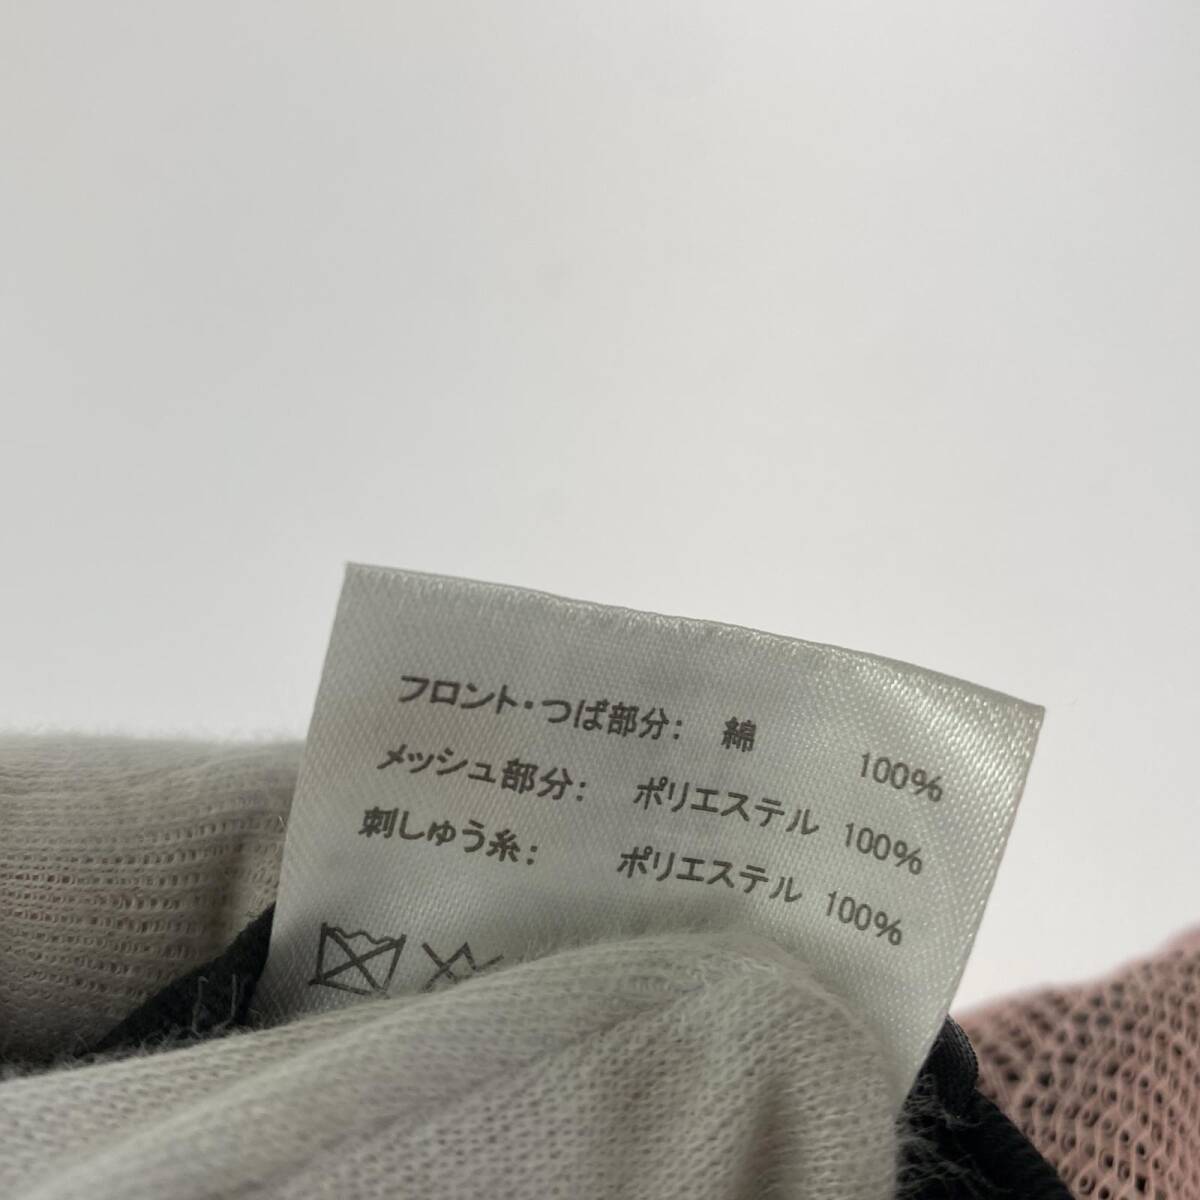 フロント・つば部分: 綿 100%
メッシュ部分: ポリエステル 100%
刺しゅう糸: ポリエステル 100%